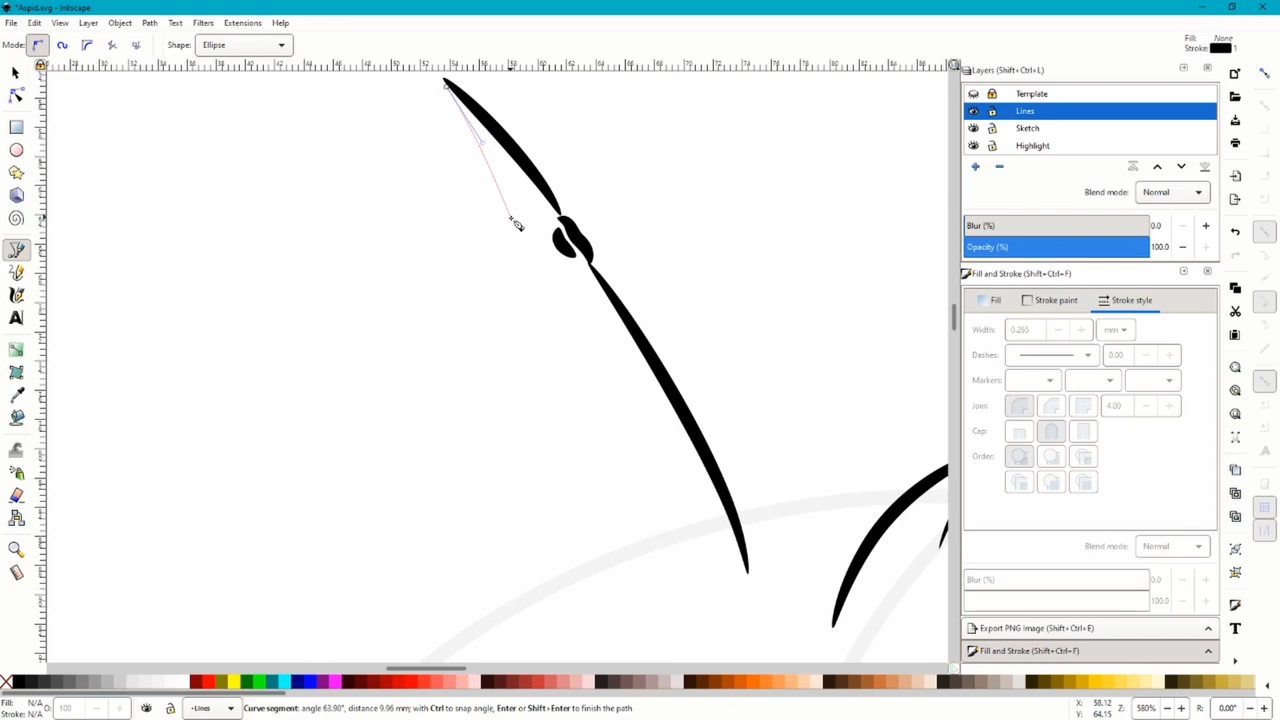 *Aspid.svg - Inkscape
File Edit View Layer Object Path Text Filters Extensions Help
Mode: Shape: Ellipse
Fill: None
Stroke: 1
Layers (Shift+Ctrl+L)
Template
Lines
Sketch
Highlight
Blend mode: Normal
Blur (%) 0.0
Opacity (%) 100.0
Fill and Stroke (Shift+Ctrl+F)
Fill Stroke paint Stroke style
Width: 0.265 mm
Dashes: 0.00
Markers:
Join: 4.00
Cap:
Order:
Blend mode: Normal
Blur (%) 0.0
100.0
Export PNG Image (Shift+Ctrl+E)
Fill and Stroke (Shift+Ctrl+F)
Fill: N/A
Stroke: N/A O: 100 •Lines Curve segment: angle 63.90°, distance 9.96 mm; with Ctrl to snap angle, Enter or Shift+Enter to finish the path X: 58.12 Y: 64.15 Z: 580% R: 0.00°